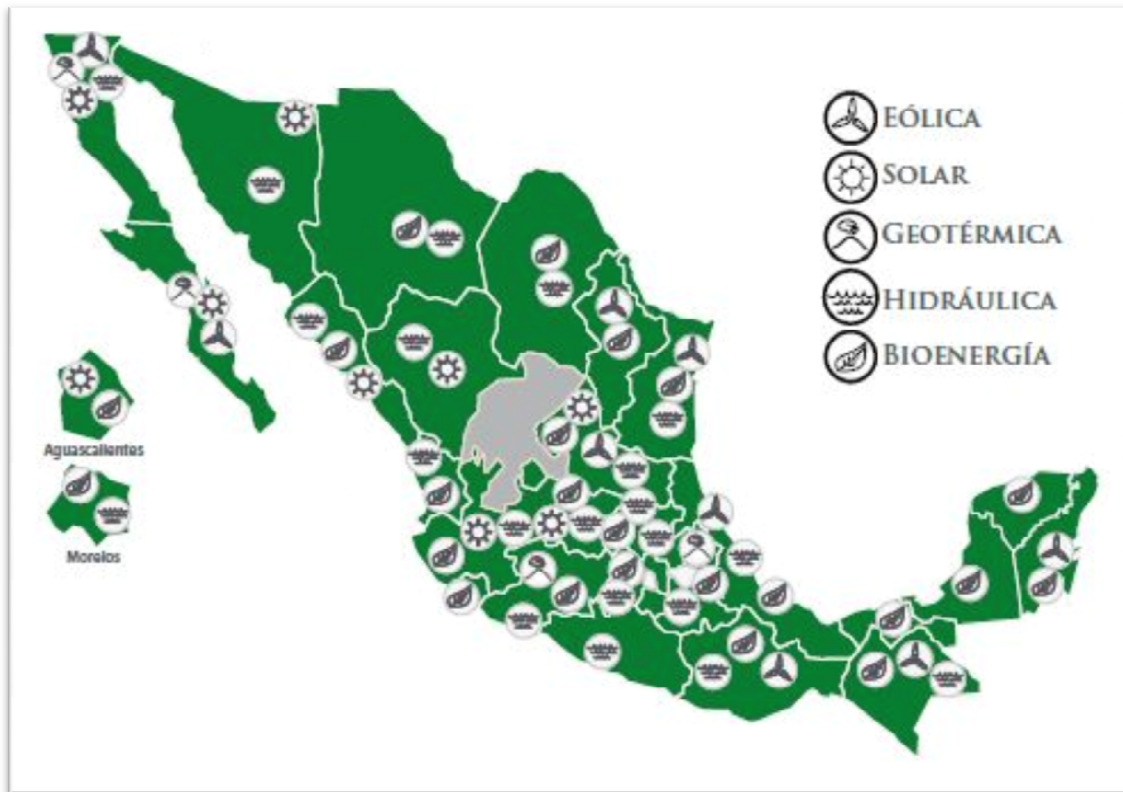 EÓLICA
SOLAR
GEOTÉRMICA
HIDRÁULICA
BIOENERGÍA
Aguascalientes
Morelos